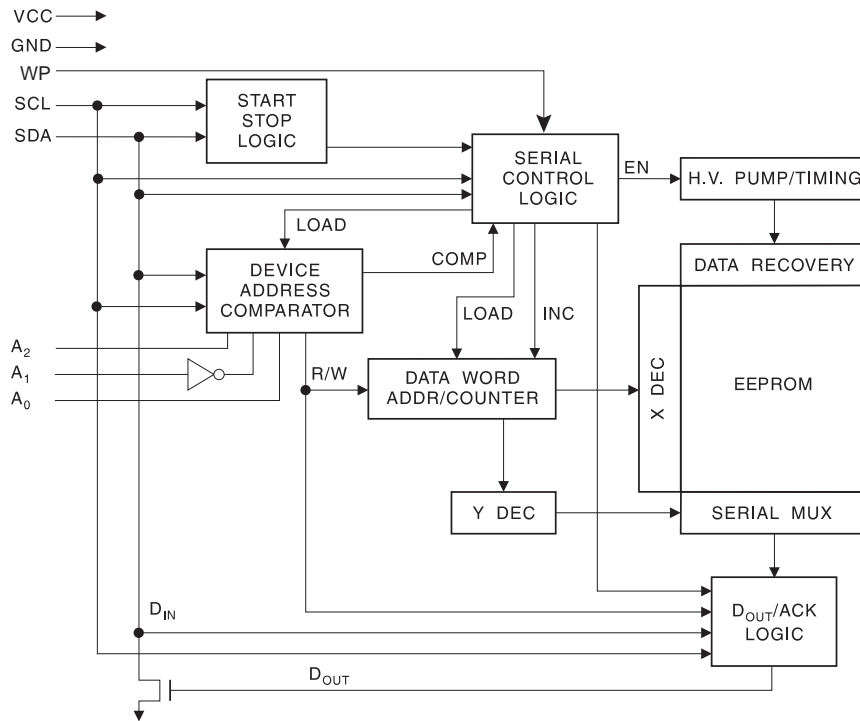 VCC
GND
WP
SCL
SDA
START
STOP
LOGIC
SERIAL
CONTROL
LOGIC
EN
H.V. PUMP/TIMING
LOAD
COMP
DEVICE
ADDRESS
COMPARATOR
DATA RECOVERY
LOAD
INC
A2
A1
A0
R/W
DATA WORD
ADDR/COUNTER
X DEC
EEPROM
Y DEC
SERIAL MUX
DIN
DOUT/ACK
LOGIC
DOUT